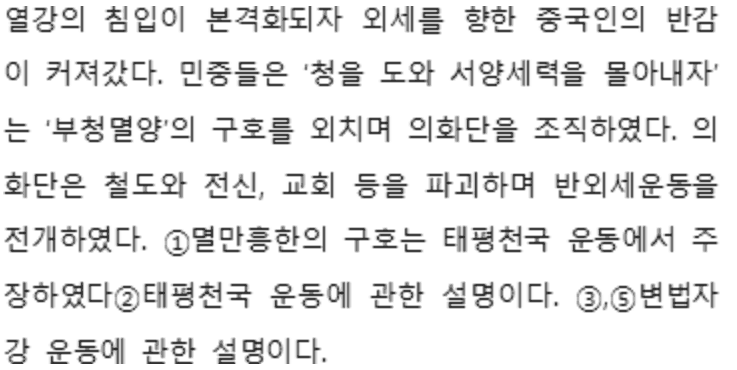 열강의 침입이 본격화되자 외세를 향한 중국인의 반감
이 커져갔다. 민중들은 '청을 도와 서양세력을 몰아내자'
는 '부청멸양'의 구호를 외치며 의화단을 조직하였다. 의
화단은 철도와 전신, 교회 등을 파괴하며 반외세운동을
전개하였다. ①멸만흥한의 구호는 태평천국 운동에서 주
장하였다②태평천국 운동에 관한 설명이다. ③,⑤변법자
강 운동에 관한 설명이다.